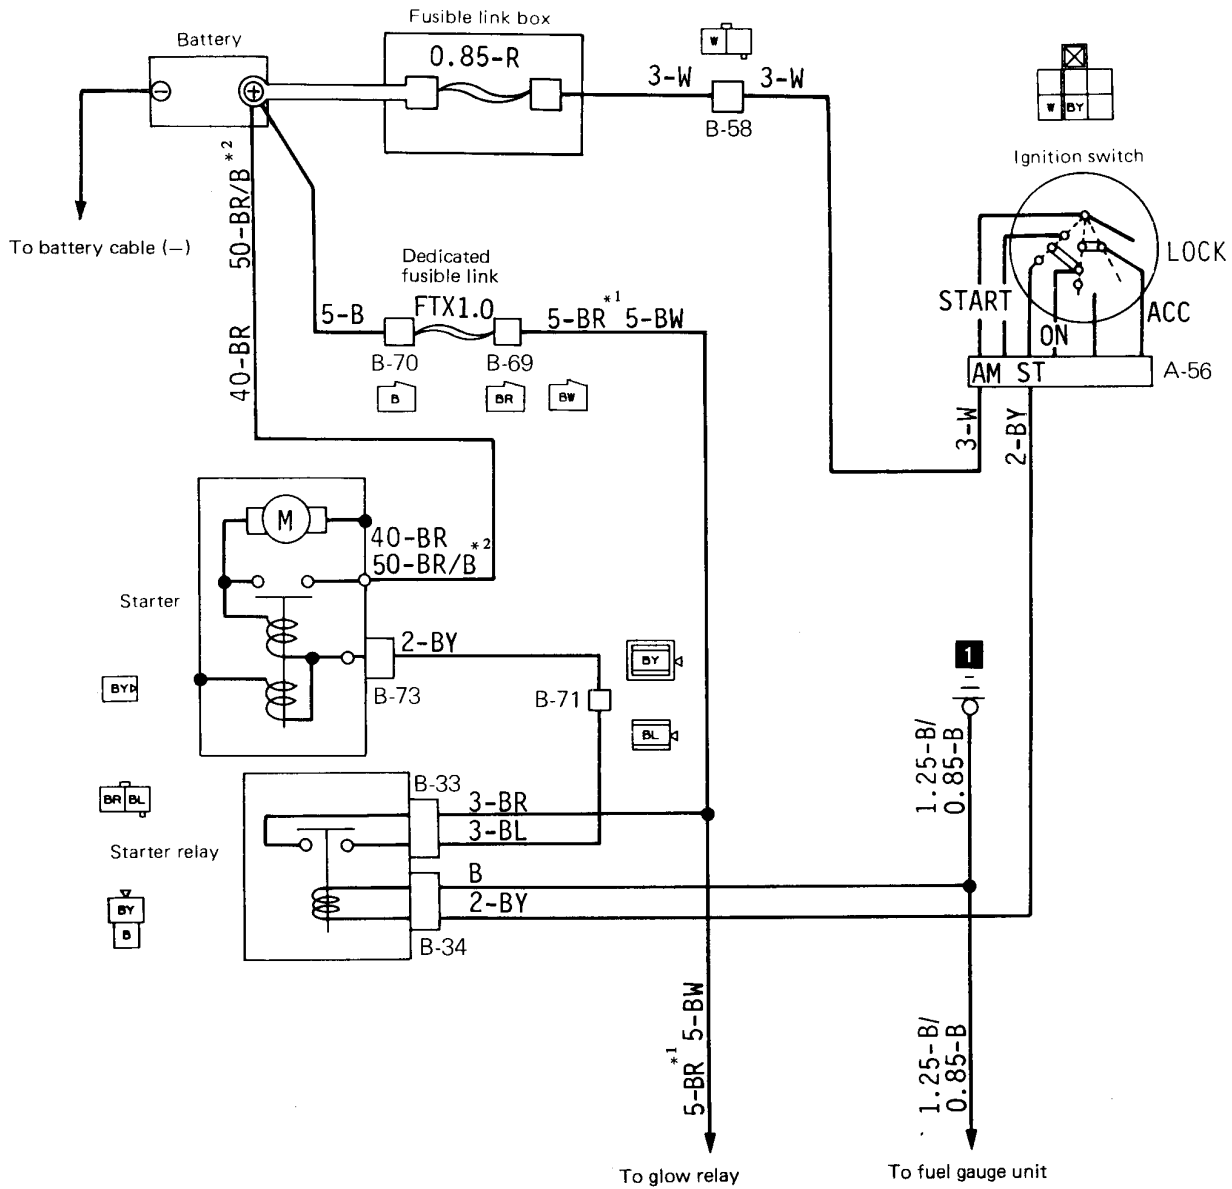 Fusible link box
Battery
0.85-R
W
3-W
3-W
B-58
W BY
Ignition switch
50-BR/B *2
To battery cable (−)
Dedicated
fusible link
FTX1.0
LOCK
START
ACC
ON
5-B
5-BR *1 5-BW
40-BR
B-70
B-69
AM ST
A-56
B
BR
BW
3-W
2-BY
M
40-BR
50-BR/B *2
Starter
2-BY
BY
1
BY
B-73
B-71
BL
1.25-B/
0.85-B
B-33
BR BL
3-BR
3-BL
Starter relay
B
BY
2-BY
B
B-34
5-BR *1 5-BW
1.25-B/
0.85-B
To glow relay
To fuel gauge unit